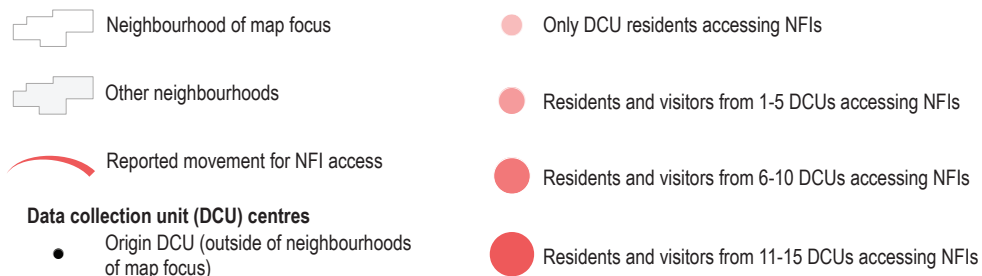 Neighbourhood of map focus
Other neighbourhoods
Reported movement for NFI access
Data collection unit (DCU) centres
Origin DCU (outside of neighbourhoods
of map focus)
Only DCU residents accessing NFIs
Residents and visitors from 1-5 DCUs accessing NFIs
Residents and visitors from 6-10 DCUs accessing NFIs
Residents and visitors from 11-15 DCUs accessing NFIs